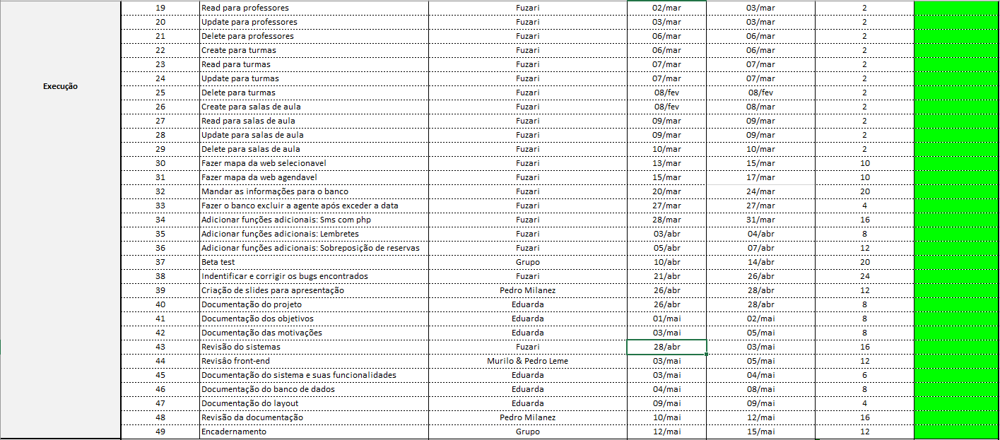 19 Read para professores Fuzari 02/mar 03/mar 2
20 Update para professores Fuzari 03/mar 03/mar 2
21 Delete para professores Fuzari 06/mar 06/mar 2
22 Create para turmas Fuzari 06/mar 06/mar 2
23 Read para turmas Fuzari 07/mar 07/mar 2
24 Update para turmas Fuzari 07/mar 07/mar 2
Execução
25 Delete para turmas Fuzari 08/fev 08/fev 2
26 Create para salas de aula Fuzari 08/fev 08/mar 2
27 Read para salas de aula Fuzari 09/mar 09/mar 2
28 Update para salas de aula Fuzari 09/mar 09/mar 2
29 Delete para salas de aula Fuzari 10/mar 10/mar 2
30 Fazer mapa da web selecionavel Fuzari 13/mar 15/mar 10
31 Fazer mapa da web agendavel Fuzari 15/mar 17/mar 10
32 Mandar as informações para o banco Fuzari 20/mar 24/mar 20
33 Fazer o banco excluir a agente após exceder a data Fuzari 27/mar 27/mar 4
34 Adicionar funções adicionais: Sms com php Fuzari 28/mar 31/mar 16
35 Adicionar funções adicionais: Lembretes Fuzari 03/abr 04/abr 8
36 Adicionar funções adicionais: Sobreposição de reservas Fuzari 05/abr 07/abr 12
37 Beta test Grupo 10/abr 14/abr 20
38 Indentificar e corrigir os bugs encontrados Fuzari 21/abr 26/abr 24
39 Criação de slides para apresentação Pedro Milanez 26/abr 28/abr 12
40 Documentação do projeto Eduarda 26/abr 28/abr 8
41 Documentação dos objetivos Eduarda 01/mai 02/mai 8
42 Documentação das motivações Eduarda 03/mai 05/mai 8
43 Revisão do sistemas Fuzari 28/abr 03/mai 16
44 Revisâo front-end Murilo & Pedro Leme 03/mai 05/mai 12
45 Documentação do sistema e suas funcionalidades Eduarda 03/mai 04/mai 6
46 Documentação do banco de dados Eduarda 04/mai 08/mai 8
47 Documentação do layout Eduarda 09/mai 09/mai 4
48 Revisão da documentação Pedro Milanez 10/mai 12/mai 16
49 Encadernamento Grupo 12/mai 15/mai 12